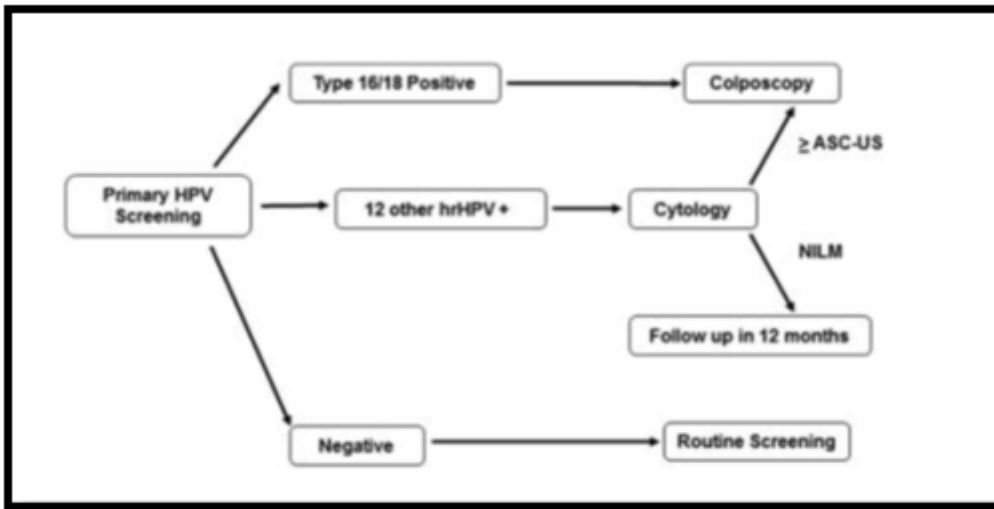 Type 16/18 Positive
Colposcopy
≥ ASC-US
Primary HPV
Screening
12 other hrHPV +
Cytology
NILM
Follow up in 12 months
Negative
Routine Screening